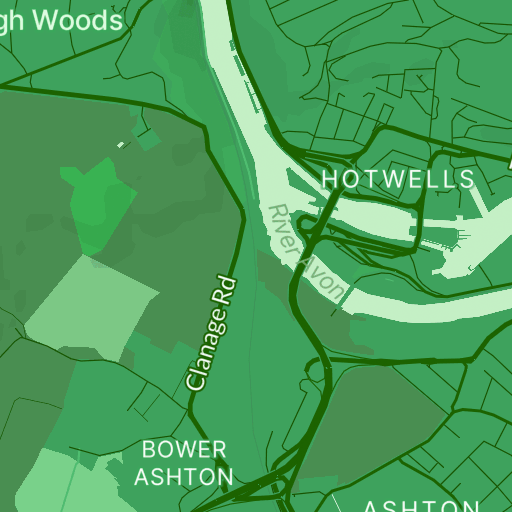 gh Woods
HOTWELLS
River Avon
Clanage Rd
BOWER
ASHTON
ASHTON